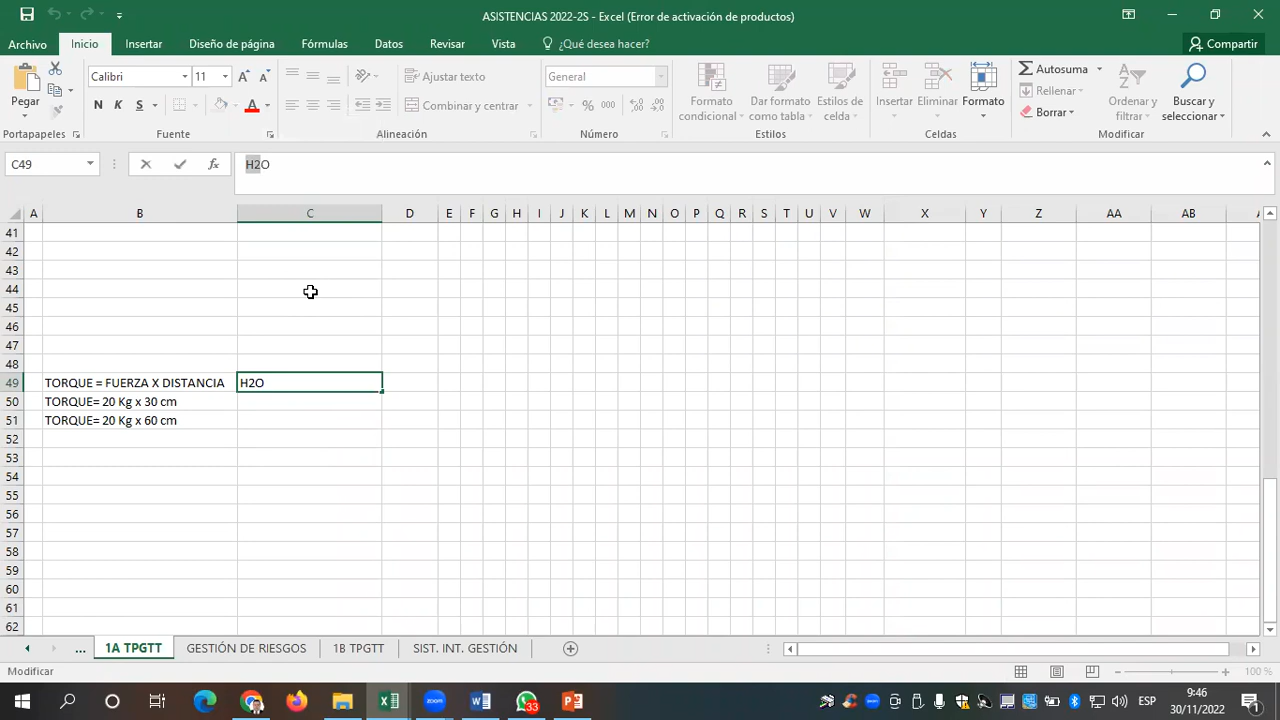 ASISTENCIAS 2022-2S - Excel (Error de activación de productos)
Archivo Inicio Insertar Diseño de página Fórmulas Datos Revisar Vista ¿Qué desea hacer? Compartir
Pegar
Portapapeles
Calibri 11
N K S
Fuente
Ajustar texto
Combinar y centrar
Alineación
General
% 000
Número
Formato condicional
Dar formato como tabla
Estilos de celda
Estilos
Insertar Eliminar Formato
Celdas
Autosuma
Rellenar
Borrar
Ordenar y filtrar
Buscar y seleccionar
Modificar
C49 fx H2O
A B C D E F G H I J K L M N O P Q R S T U V W X Y Z AA AB
41
42
43
44
45
46
47
48
49 TORQUE = FUERZA X DISTANCIA H2O
50 TORQUE= 20 Kg x 30 cm
51 TORQUE= 20 Kg x 60 cm
52
53
54
55
56
57
58
59
60
61
62
... 1A TPGTT GESTIÓN DE RIESGOS 1B TPGTT SIST. INT. GESTIÓN
Modificar 100 %
zoom 33 ESP 9:46
30/11/2022 1